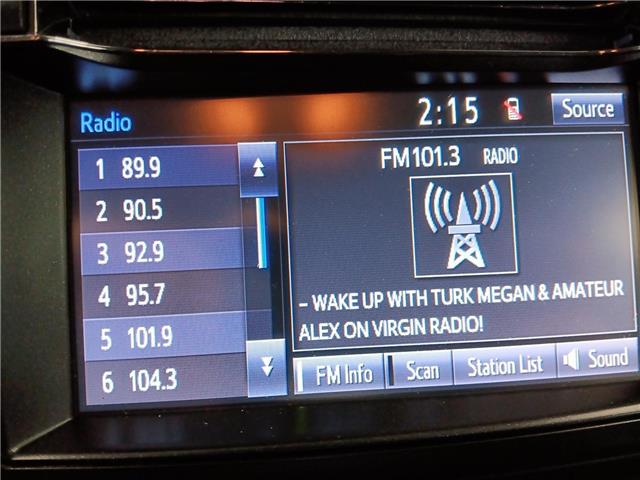 Radio
2:15
Source
1 89.9
2 90.5
3 92.9
4 95.7
5 101.9
6 104.3
FM101.3 RADIO
- WAKE UP WITH TURK MEGAN & AMATEUR
ALEX ON VIRGIN RADIO!
FM Info
Scan
Station List
Sound